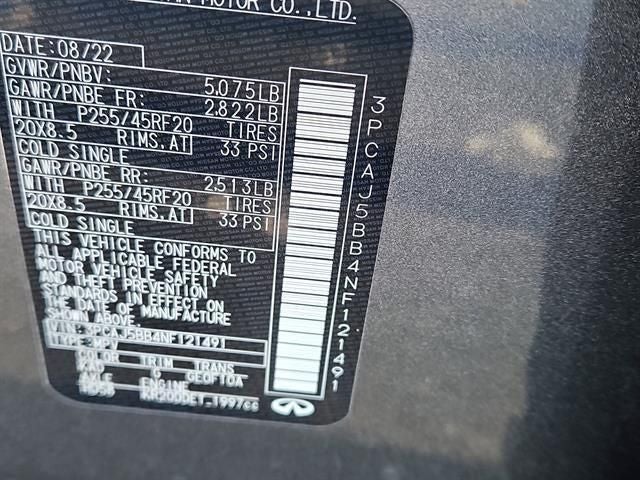 MOTOR CO.,LTD.
DATE:08/22
GVWR/PNBV: 5.075LB
GAWR/PNBE FR: 2.822LB
WITH P255/45RF20 TIRES
20X8.5 RIMS.AT 33 PSI
COLD SINGLE
GAWR/PNBE RR: 2.513LB
WITH P255/45RF20 TIRES
20X8.5 RIMS.AT 33 PSI
COLD SINGLE
THIS VEHICLE CONFORMS TO
ALL APPLICABLE FEDERAL
MOTOR VEHICLE SAFETY
AND THEFT PREVENTION
STANDARDS IN EFFECT ON
THE DATE OF MANUFACTURE
SHOWN ABOVE.
VIN: 3PCAJ5BB4NF121491
TYPE:MPV
COLOR TRIM TRANS
KAD G GEOF10A
AXLE ENGINE
KR20DDET 1997cc
3PCAJ5BB4NF121491